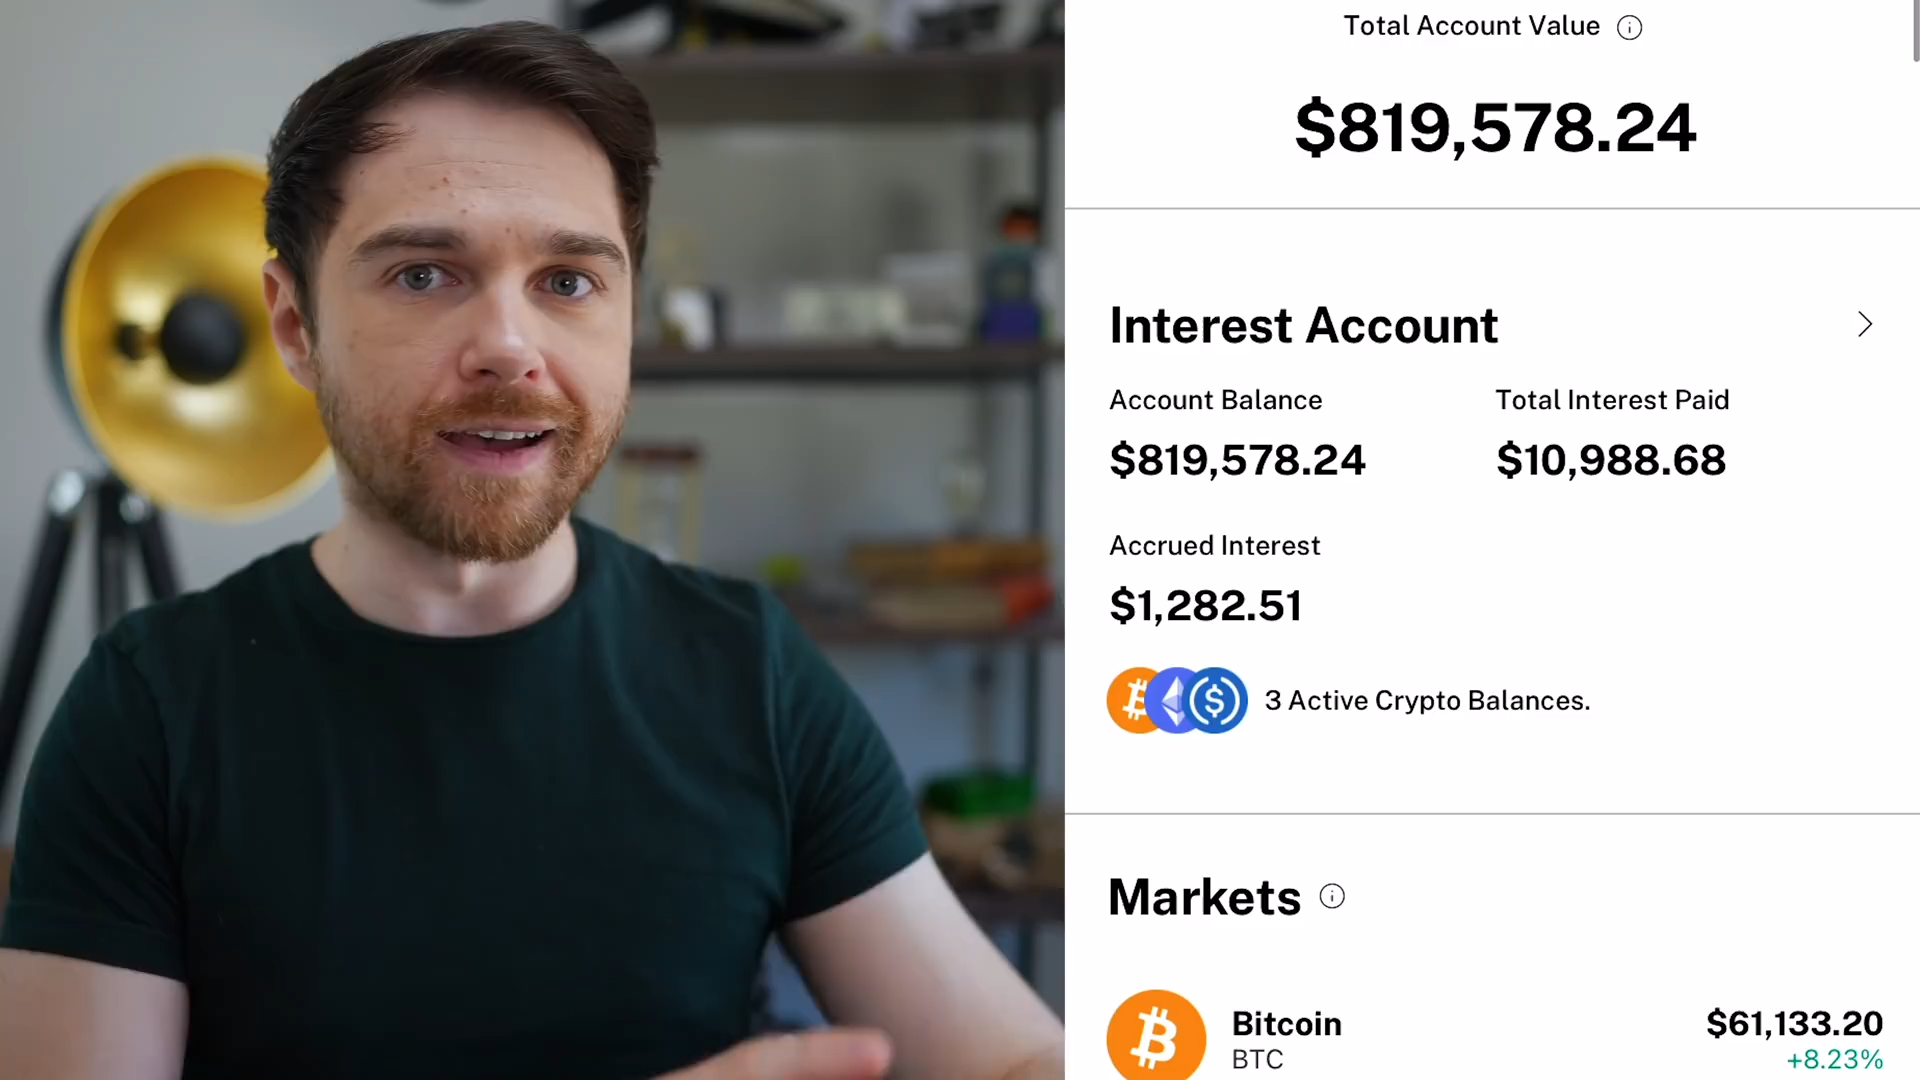 Total Account Value
$819,578.24
Interest Account
Account Balance
Total Interest Paid
$819,578.24
$10,988.68
Accrued Interest
$1,282.51
3 Active Crypto Balances.
Markets
Bitcoin
$61,133.20
BTC
+8.23%